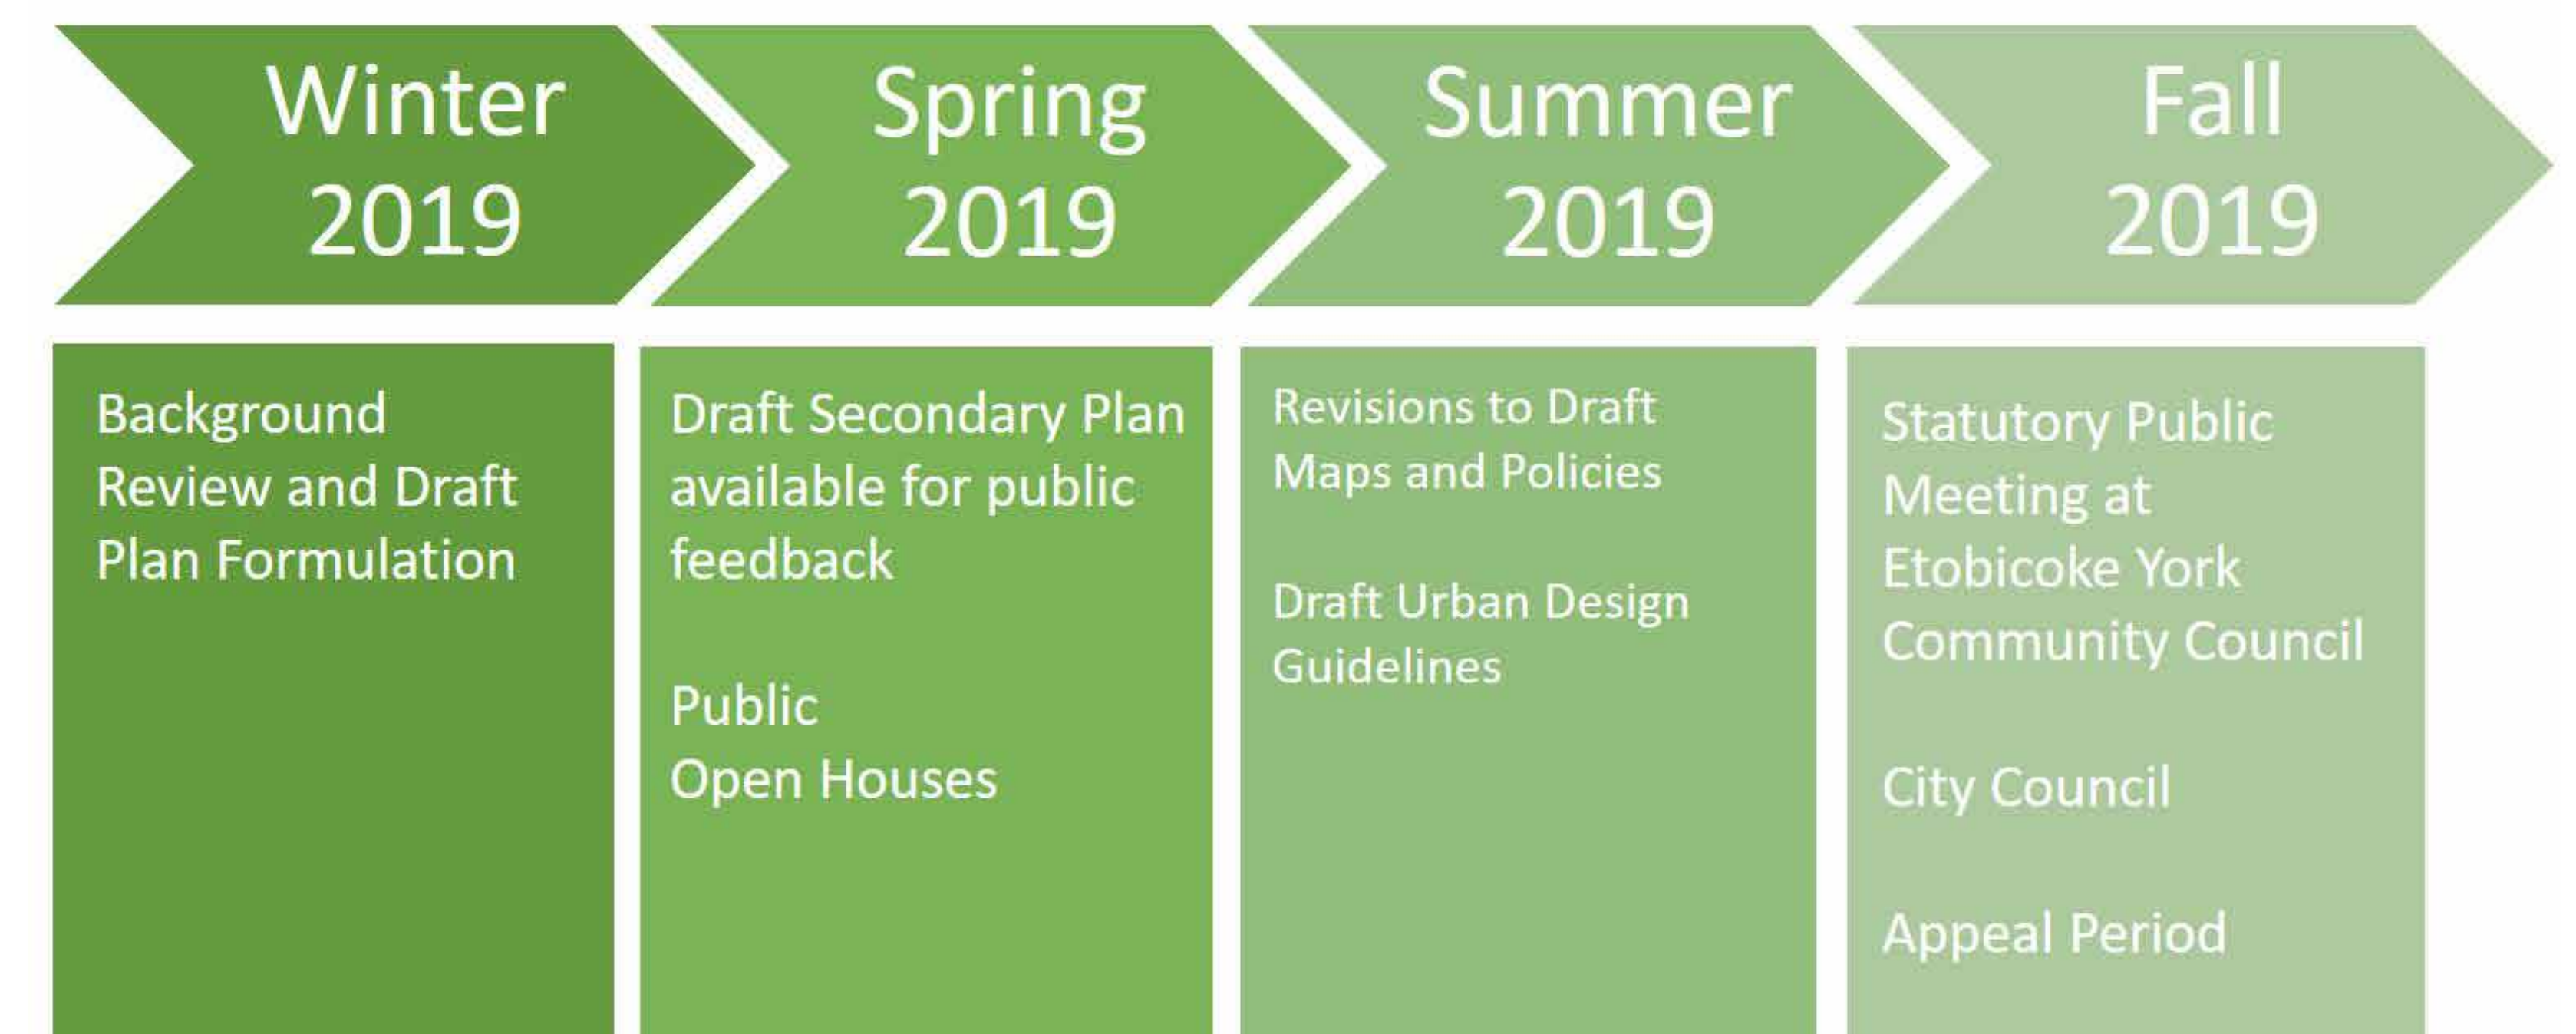 Winter
2019
Spring
2019
Summer
2019
Fall
2019
Background
Review and Draft
Plan Formulation
Draft Secondary Plan
available for public
feedback
Public
Open Houses
Revisions to Draft
Maps and Policies
Draft Urban Design
Guidelines
Statutory Public
Meeting at
Etobicoke York
Community Council
City Council
Appeal Period